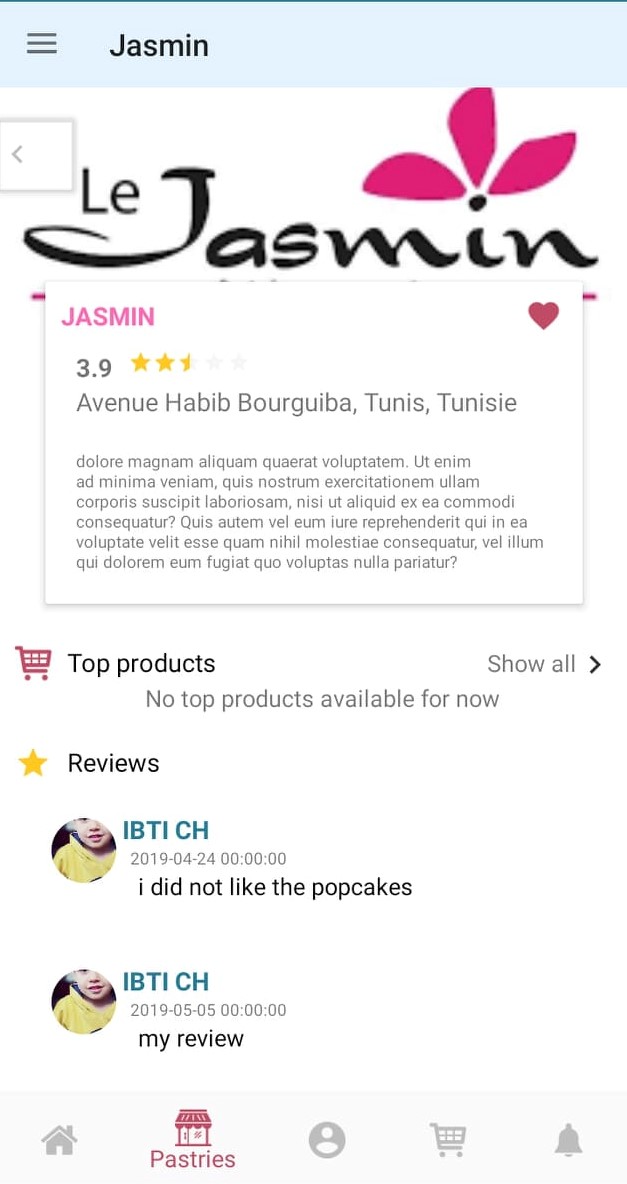 Jasmin
Le
Jasmin
JASMIN
3.9
Avenue Habib Bourguiba, Tunis, Tunisie
dolore magnam aliquam quaerat voluptatem. Ut enim
ad minima veniam, quis nostrum exercitationem ullam
corporis suscipit laboriosam, nisi ut aliquid ex ea commodi
consequatur? Quis autem vel eum iure reprehenderit qui in ea
voluptate velit esse quam nihil molestiae consequatur, vel illum
qui dolorem eum fugiat quo voluptas nulla pariatur?
Top products
Show all
No top products available for now
Reviews
IBTI CH
2019-04-24 00:00:00
i did not like the popcakes
IBTI CH
2019-05-05 00:00:00
my review
Pastries